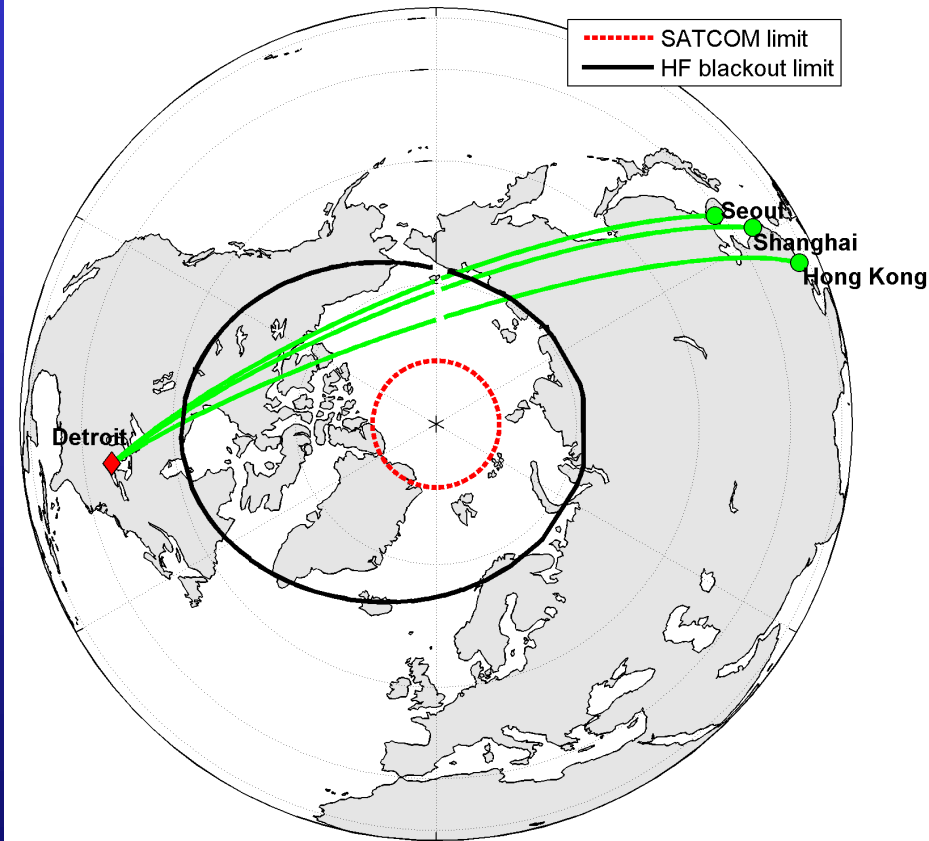 SATCOM limit
HF blackout limit
Seoul
Shanghai
Hong Kong
Detroit